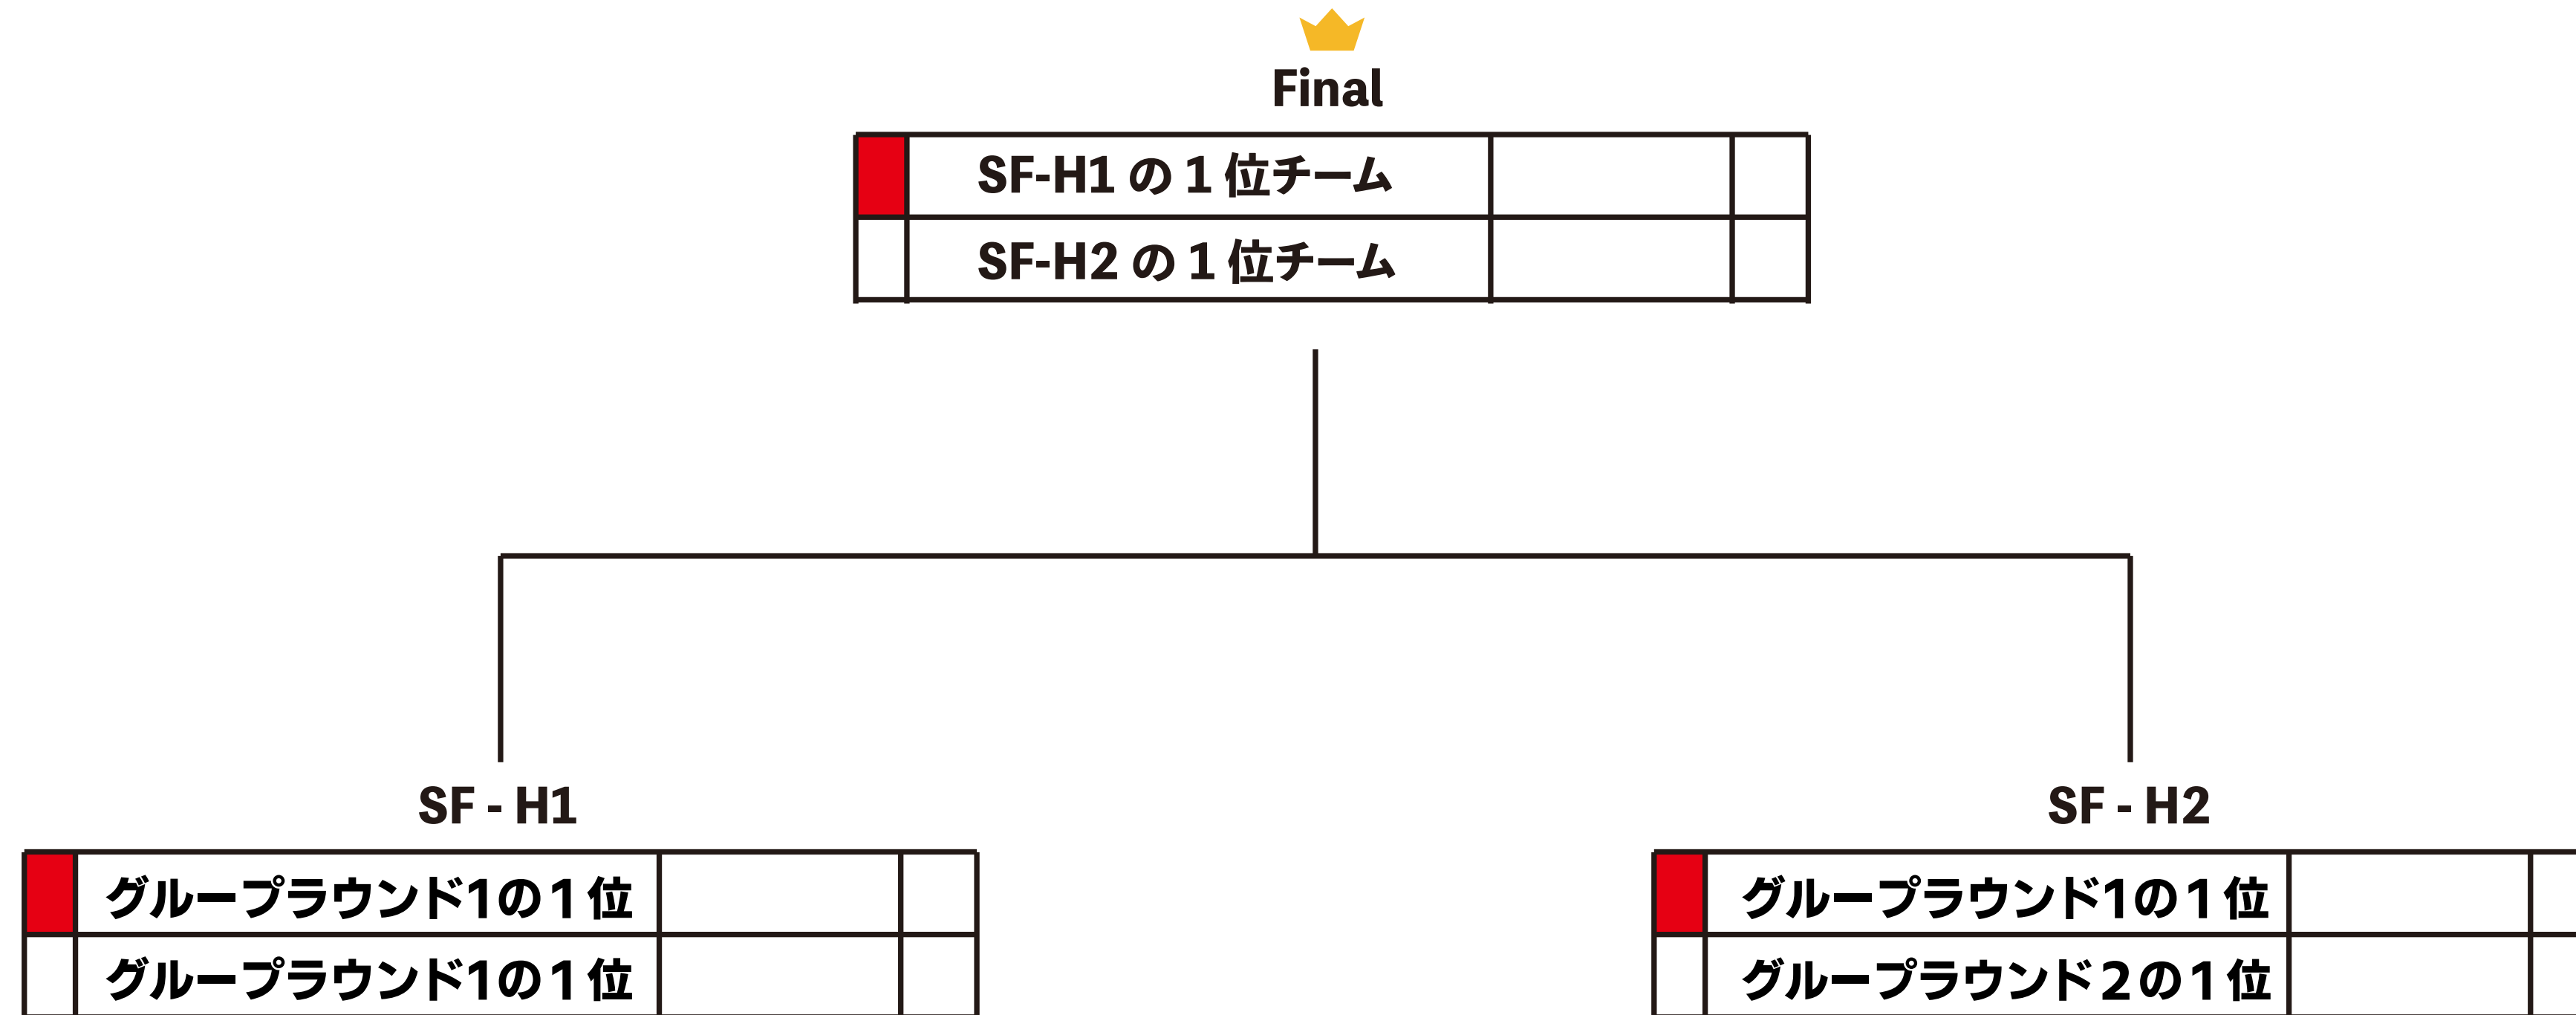 Final
SF-H1 の 1 位チーム
SF-H2 の 1 位チーム
SF - H1
SF - H2
グループラウンド1の1 位
グループラウンド1の1 位
グループラウンド1の1 位
グループラウンド2の1 位